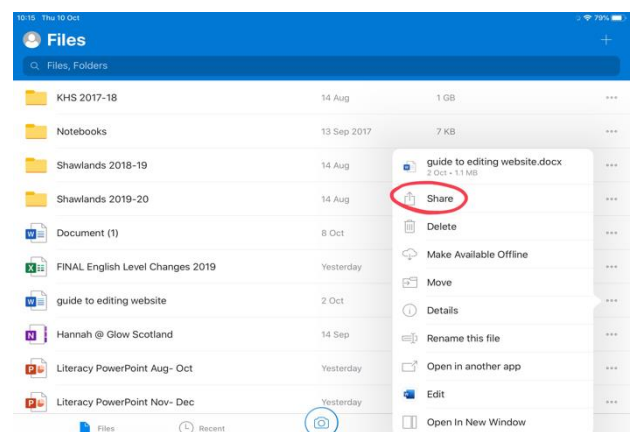 10:15 Thu 10 Oct 79%
Files
Files, Folders
KHS 2017-18 14 Aug 1 GB
Notebooks 13 Sep 2017 7 KB
Shawlands 2018-19 14 Aug
Shawlands 2019-20 14 Aug
Document (1) 8 Oct
FINAL English Level Changes 2019 Yesterday
guide to editing website 2 Oct
Hannah @ Glow Scotland 14 Sep
Literacy PowerPoint Aug- Oct Yesterday
Literacy PowerPoint Nov- Dec Yesterday
guide to editing website.docx
2 Oct • 1.1 MB
Share
Delete
Make Available Offline
Move
Details
Rename this file
Open in another app
Edit
Open In New Window
Files Recent